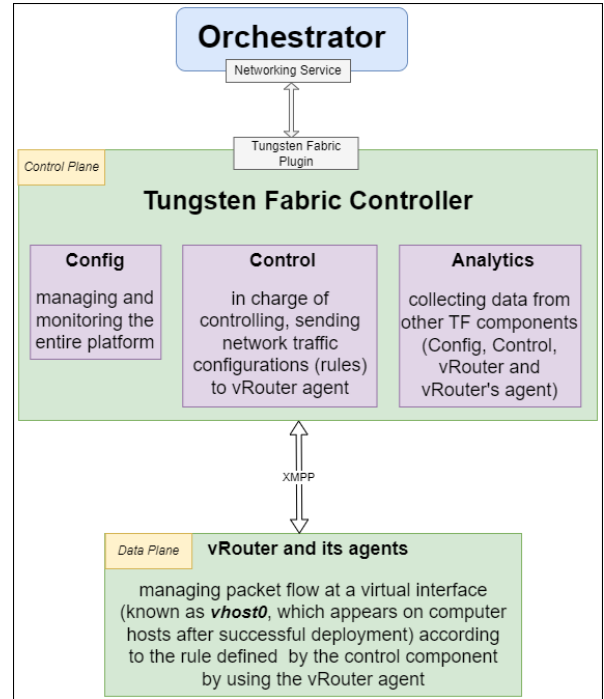 Orchestrator
Networking Service
Tungsten Fabric
Plugin
Control Plane
Tungsten Fabric Controller
Config
managing and
monitoring the
entire platform
Control
in charge of
controlling, sending
network traffic
configurations (rules)
to vRouter agent
Analytics
collecting data from
other TF components
(Config, Control,
vRouter and
vRouter's agent)
XMPP
Data Plane
vRouter and its agents
managing packet flow at a virtual interface
(known as vhost0, which appears on computer
hosts after successful deployment) according
to the rule defined by the control component
by using the vRouter agent